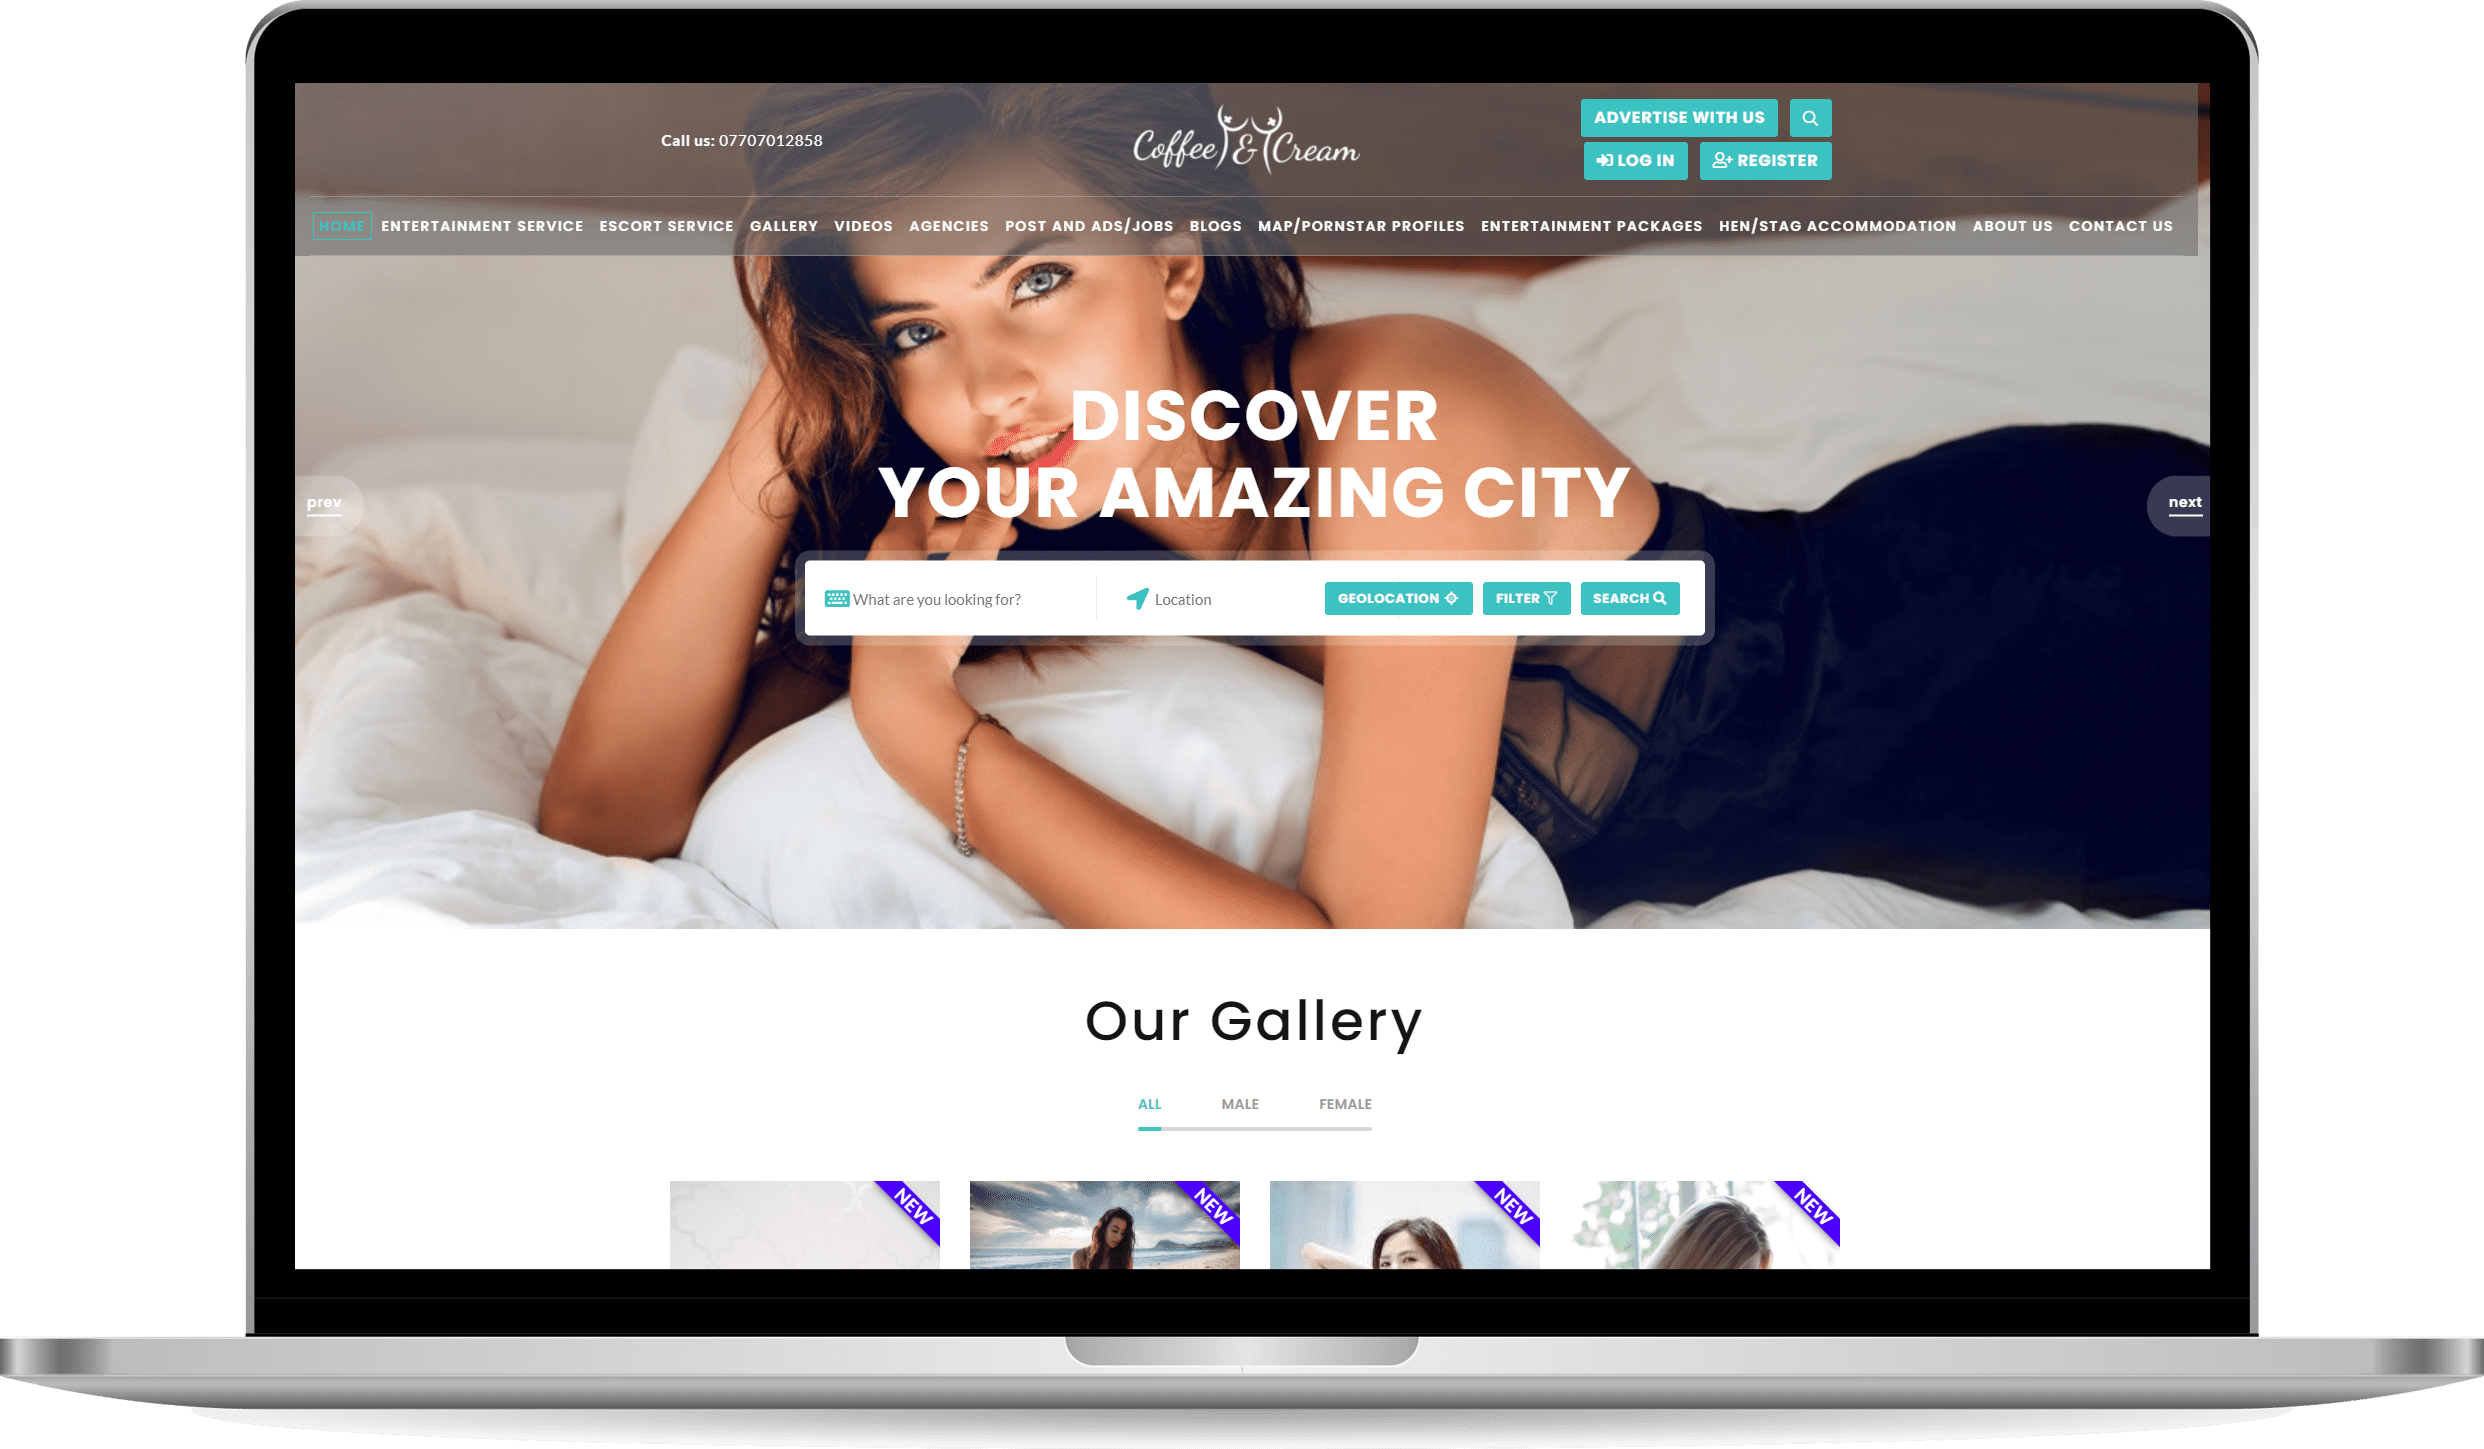 Call us: 07707012858
Coffee & Cream
ADVERTISE WITH US
LOG IN
REGISTER
HOME ENTERTAINMENT SERVICE ESCORT SERVICE GALLERY VIDEOS AGENCIES POST AND ADS/JOBS BLOGS MAP/PORNSTAR PROFILES ENTERTAINMENT PACKAGES HEN/STAG ACCOMMODATION ABOUT US CONTACT US
DISCOVER
YOUR AMAZING CITY
prev
next
What are you looking for? Location GEOLOCATION FILTER SEARCH
Our Gallery
ALL MALE FEMALE
NEW NEW NEW NEW